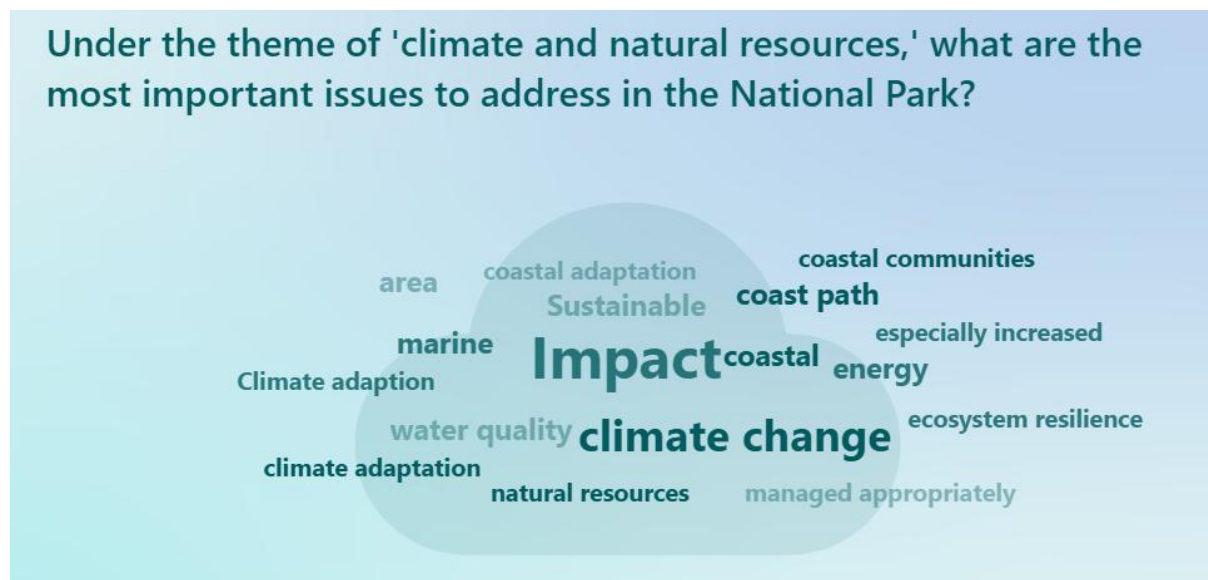 Under the theme of 'climate and natural resources,' what are the
most important issues to address in the National Park?
coastal communities
area
coastal adaptation
Sustainable
coast path
especially increased
marine
Impact
coastal
energy
Climate adaption
ecosystem resilience
water quality
climate change
climate adaptation
natural resources
managed appropriately